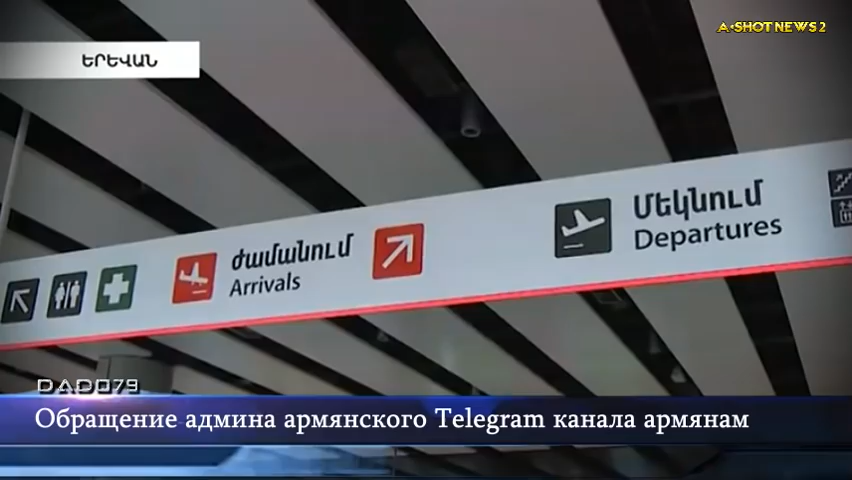 A-SHOT NEWS 2
ԵՐԵՎԱՆ
Ժամանում
Arrivals
Մեկնում
Departures
DADO79
Обращение админа армянского Telegram канала армянам